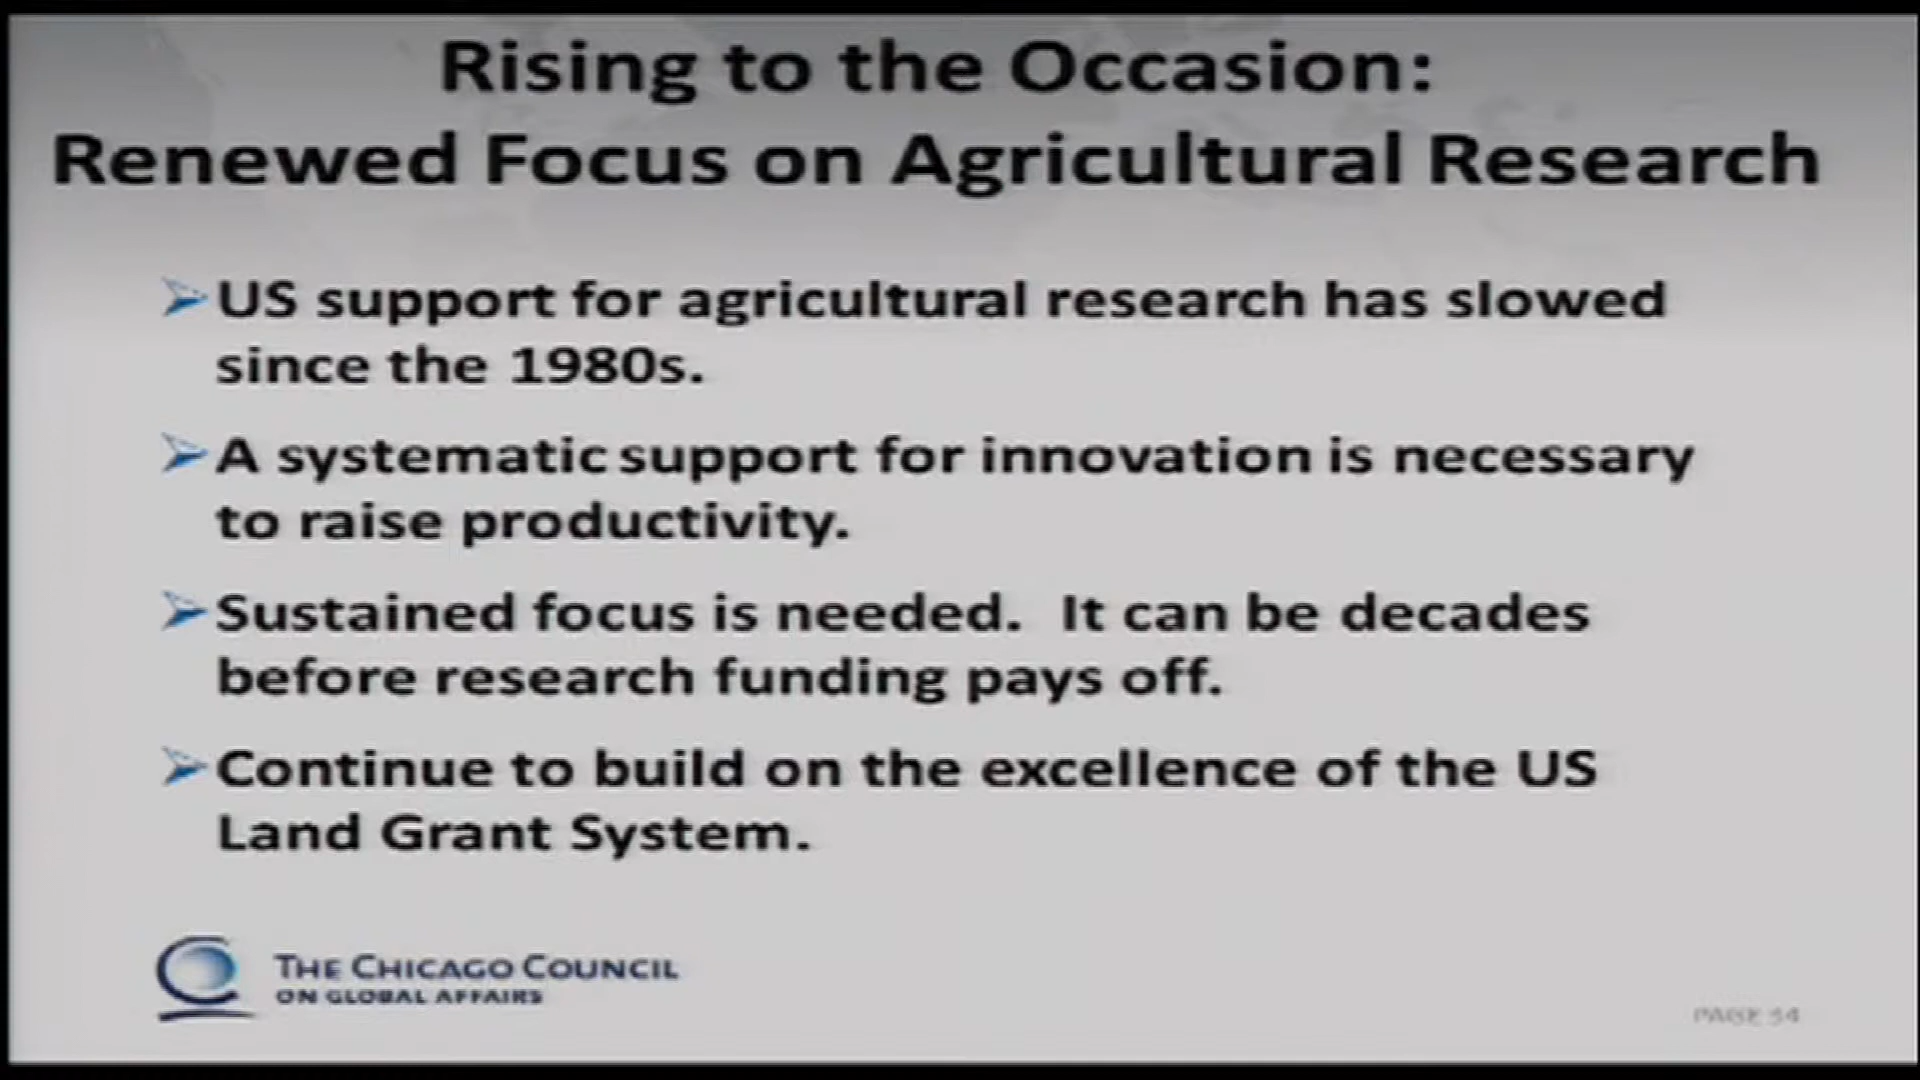 Rising to the Occasion:
Renewed Focus on Agricultural Research
US support for agricultural research has slowed
since the 1980s.
A systematic support for innovation is necessary
to raise productivity.
Sustained focus is needed.  It can be decades
before research funding pays off.
Continue to build on the excellence of the US
Land Grant System.
THE CHICAGO COUNCIL
ON GLOBAL AFFAIRS
PAGE